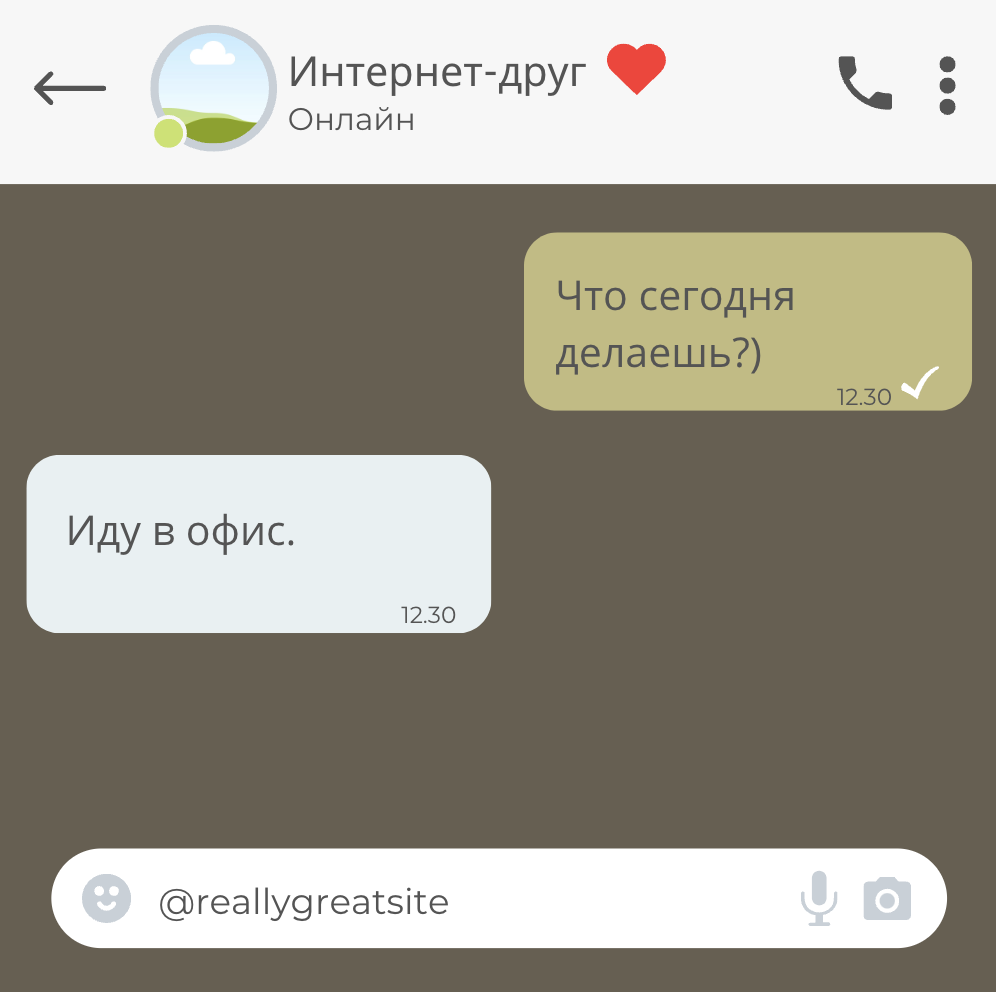 Интернет-друг
Онлайн
Что сегодня
делаешь?)
12.30
Иду в офис.
12.30
@reallygreatsite